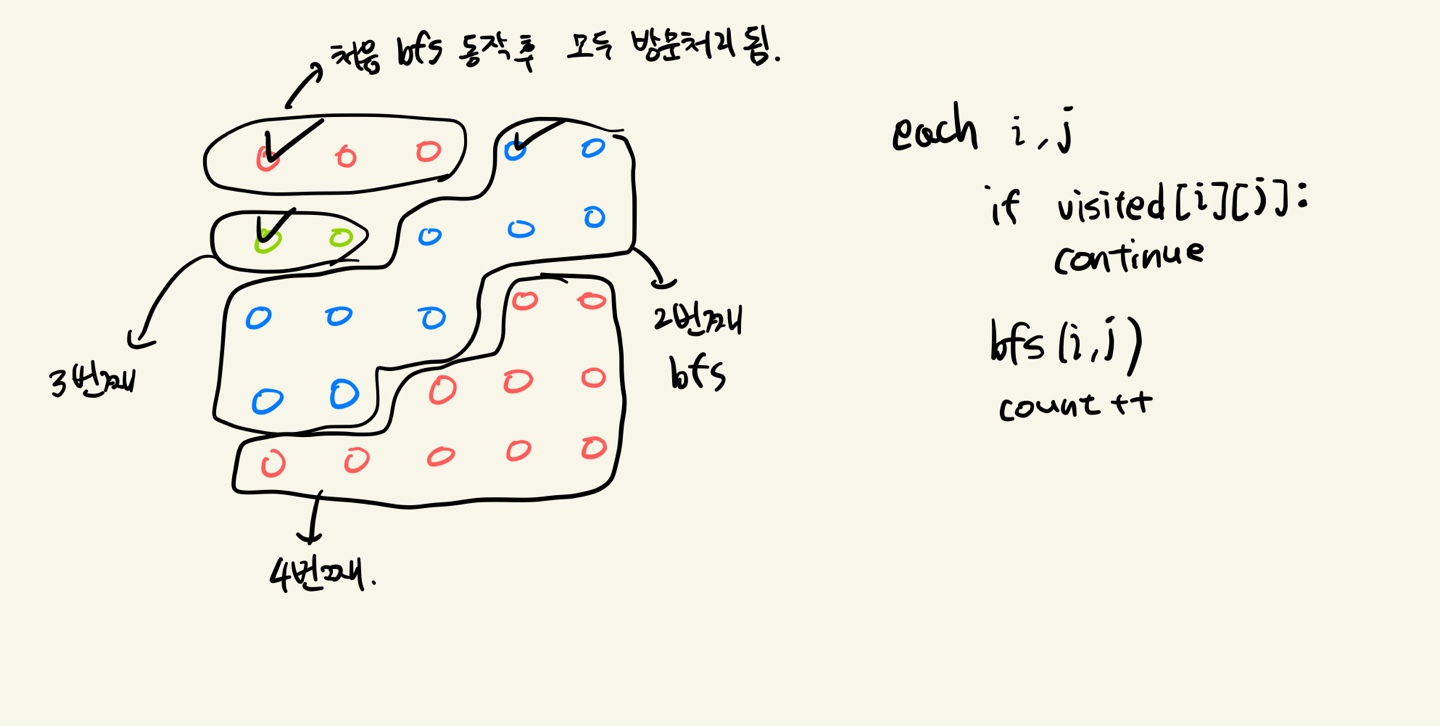 처음 bfs 동작후 모두 방문처리 됨.
2번째
bfs
3번째
4번째.
each i,j
if visited[i][j]:
continue
bfs(i,j)
count++